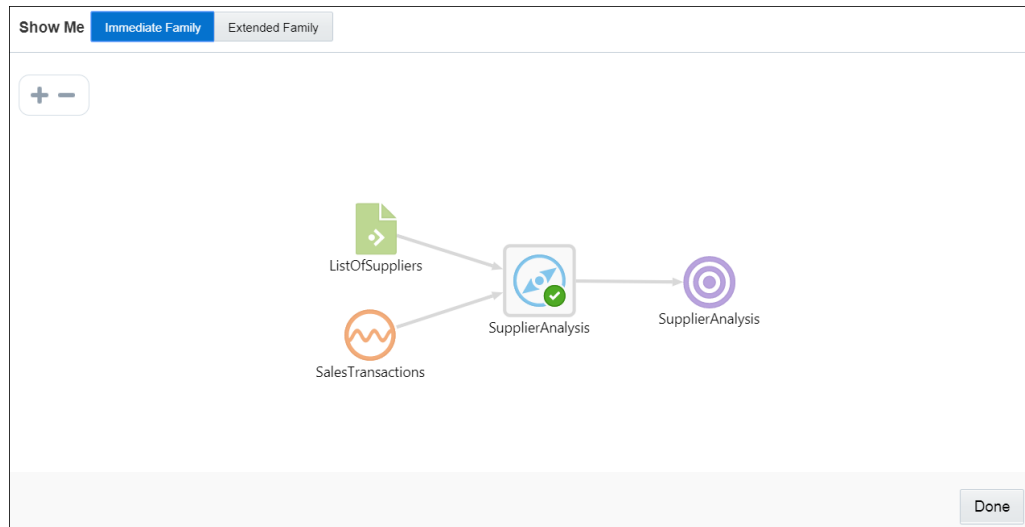 Show Me Immediate Family Extended Family
ListOfSuppliers
SupplierAnalysis
SupplierAnalysis
SalesTransactions
Done